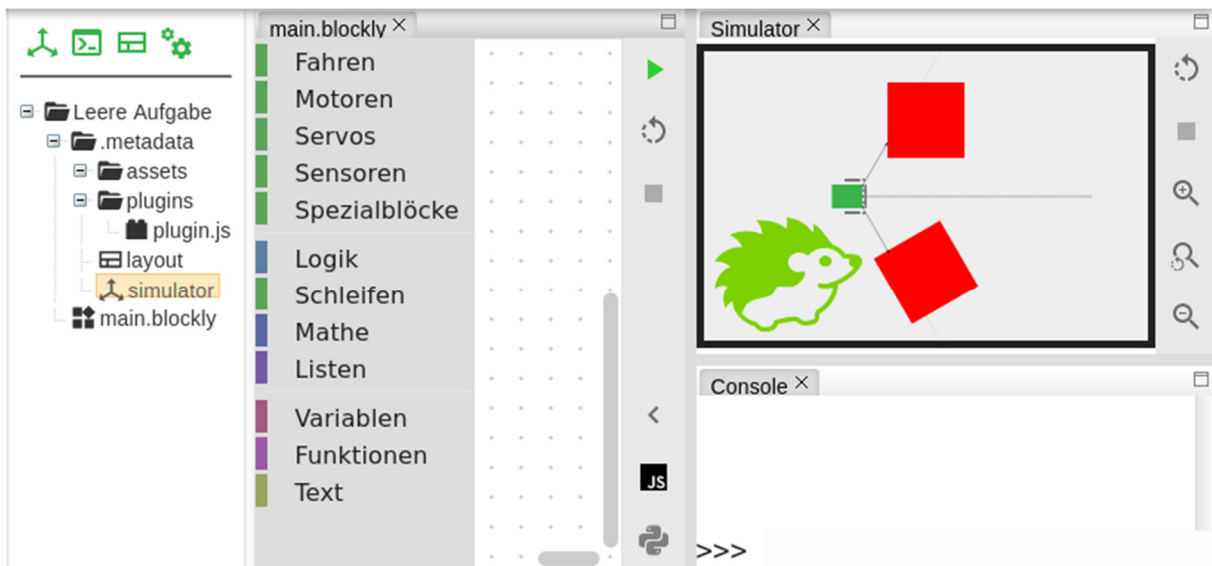 Leere Aufgabe
.metadata
assets
plugins
plugin.js
layout
simulator
main.blockly
main.blockly
Fahren
Motoren
Servos
Sensoren
Spezialblöcke
Logik
Schleifen
Mathe
Listen
Variablen
Funktionen
Text
JS
Simulator
Console
>>>